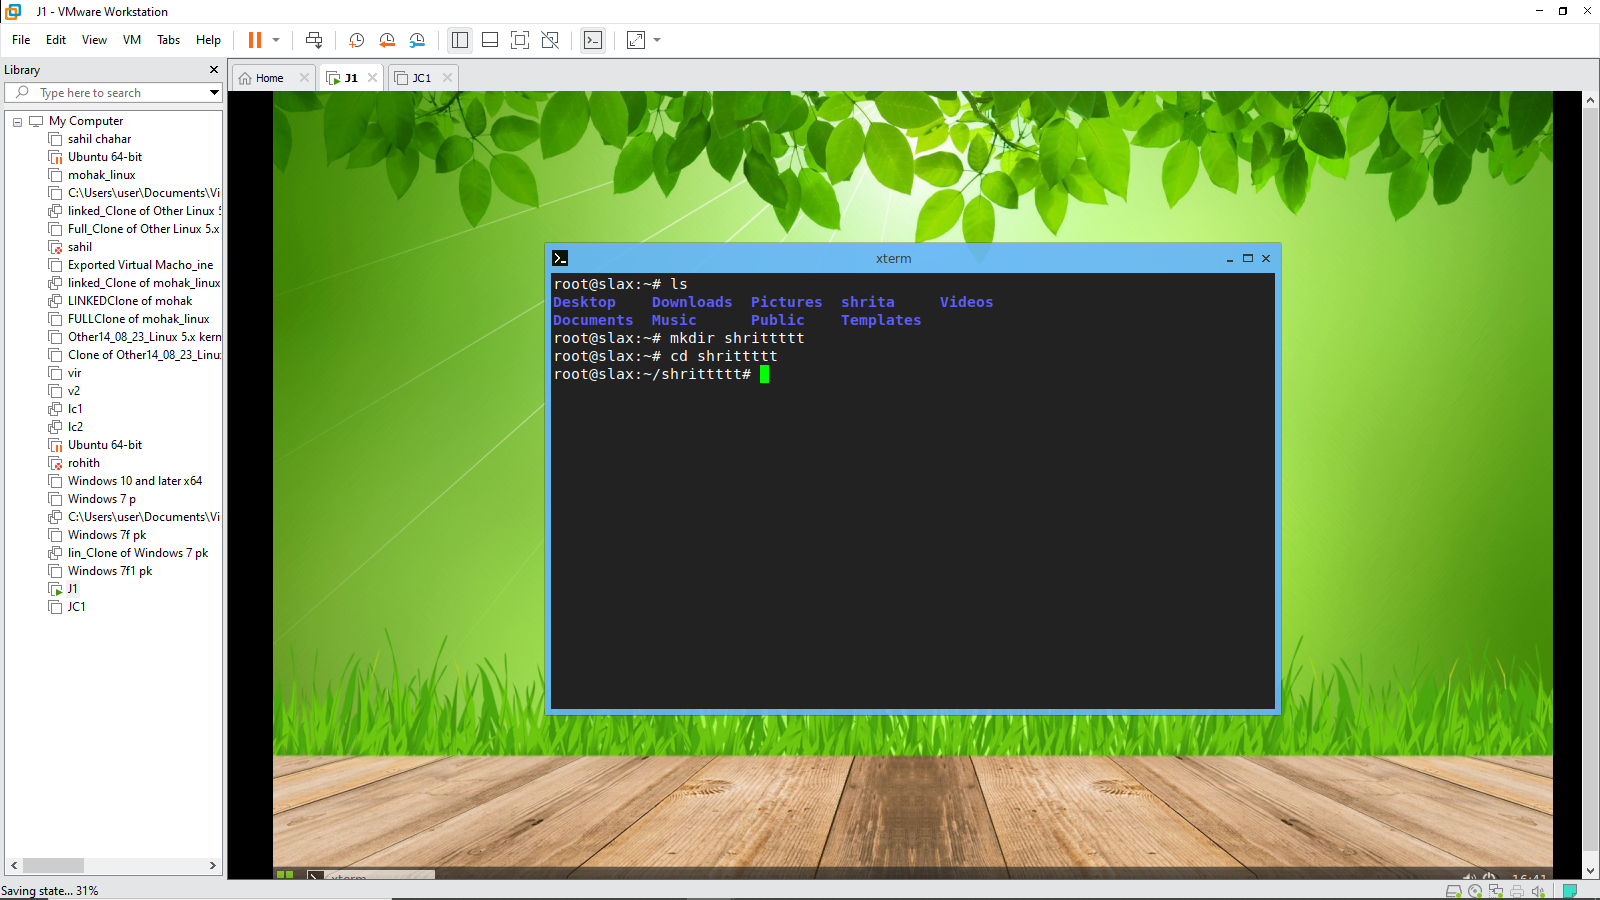 J1 - VMware Workstation
File Edit View VM Tabs Help
Library
Type here to search
Home J1 JC1
My Computer
sahil chahar
Ubuntu 64-bit
mohak_linux
C:\Users\user\Documents\Vi
linked_Clone of Other Linux 5
Full_Clone of Other Linux 5.x
sahil
Exported Virtual Macho_ine
linked_Clone of mohak_linux
LINKEDClone of mohak
FULLClone of mohak_linux
Other14_08_23_Linux 5.x kern
Clone of Other14_08_23_Linux
vir
v2
lc1
lc2
Ubuntu 64-bit
rohith
Windows 10 and later x64
Windows 7 p
C:\Users\user\Documents\Vi
Windows 7f pk
lin_Clone of Windows 7 pk
Windows 7f1 pk
J1
JC1
xterm
root@slax:~# ls
Desktop Downloads Pictures shrita Videos
Documents Music Public Templates
root@slax:~# mkdir shrittttt
root@slax:~# cd shrittttt
root@slax:~/shrittttt#
xterm 16:41
Saving state... 31%